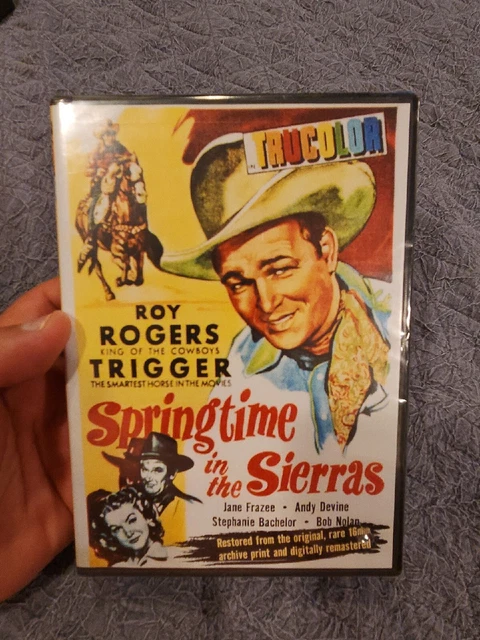 IN TRUCOLOR
ROY
ROGERS
KING OF THE COWBOYS
TRIGGER
THE SMARTEST HORSE IN THE MOVIES
Springtime
in
the Sierras
Jane Frazee • Andy Devine
Stephanie Bachelor • Bob Nolan
Restored from the original, rare 16mm
archive print and digitally remastered